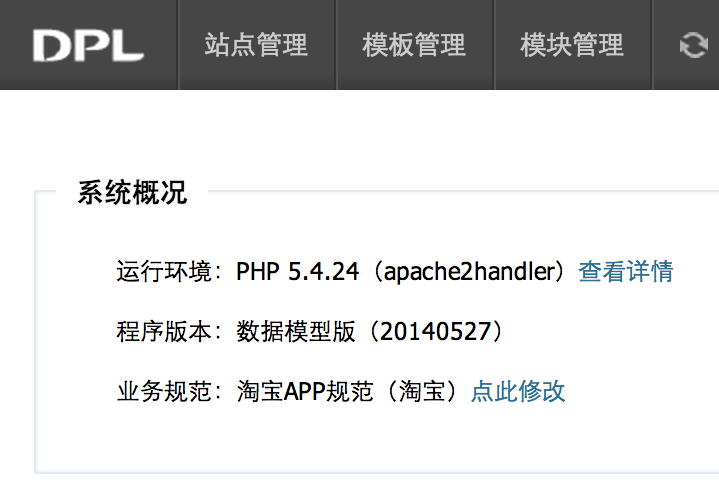 DPL 站点管理 模板管理 模块管理
系统概况
运行环境：PHP 5.4.24（apache2handler）查看详情
程序版本：数据模型版（20140527）
业务规范：淘宝APP规范（淘宝）点此修改